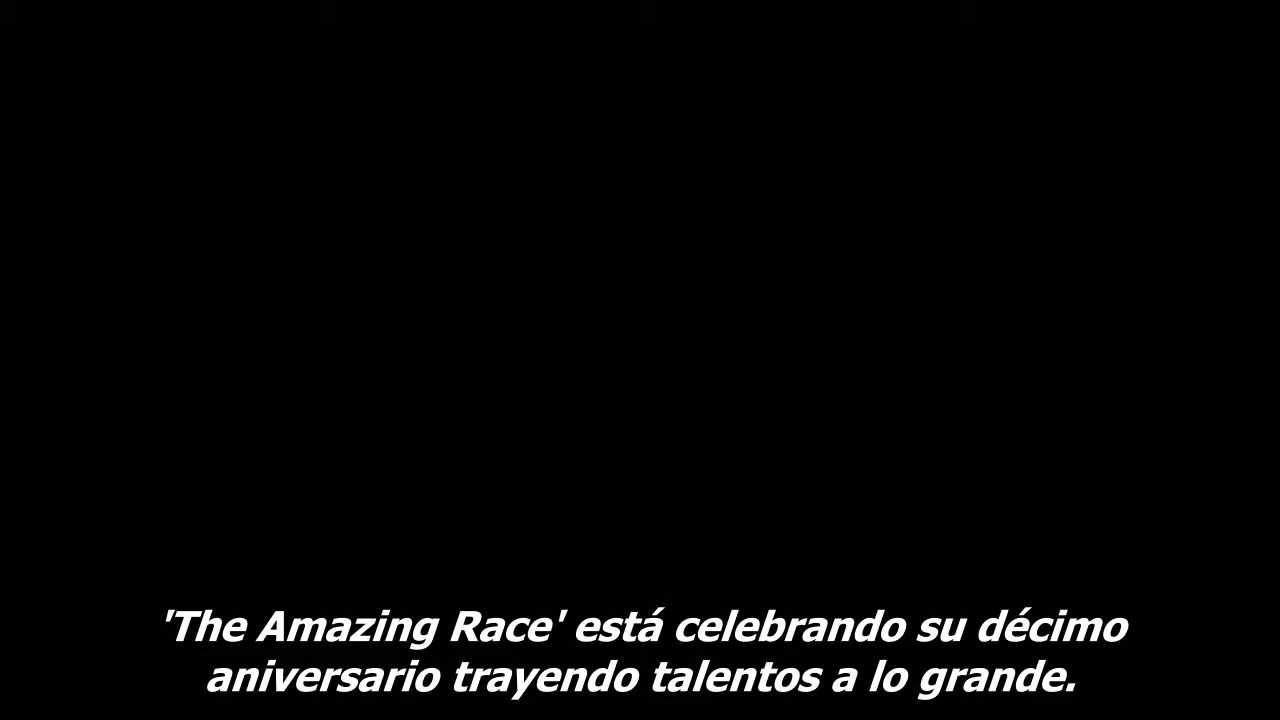 'The Amazing Race' está celebrando su décimo
aniversario trayendo talentos a lo grande.